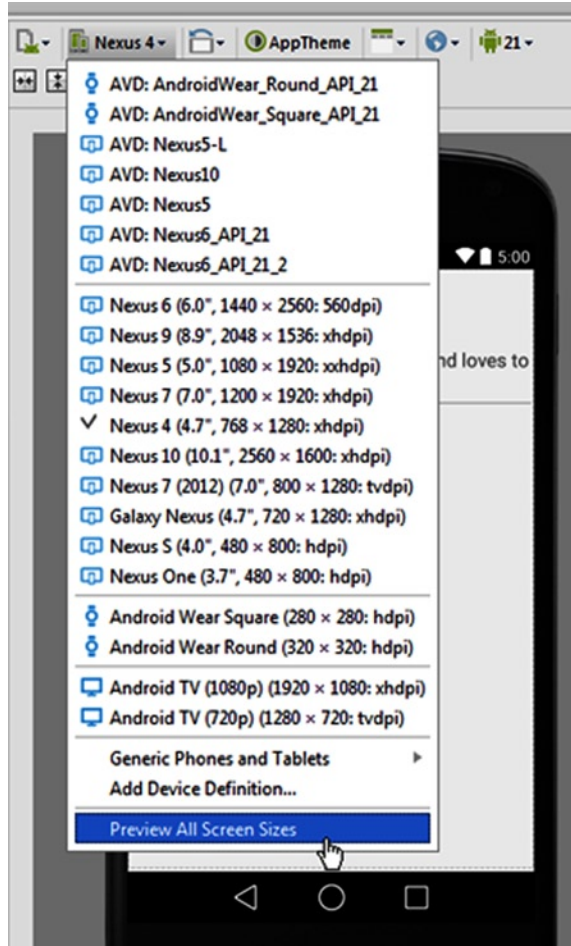 Nexus 4 AppTheme 21
AVD: AndroidWear_Round_API_21
AVD: AndroidWear_Square_API_21
AVD: Nexus5-L
AVD: Nexus10
AVD: Nexus5
AVD: Nexus6_API_21
AVD: Nexus6_API_21_2
5:00
Nexus 6 (6.0", 1440 × 2560: 560dpi)
Nexus 9 (8.9", 2048 × 1536: xhdpi)
Nexus 5 (5.0", 1080 × 1920: xxhdpi)
nd loves to
Nexus 7 (7.0", 1200 × 1920: xhdpi)
Nexus 4 (4.7", 768 × 1280: xhdpi)
Nexus 10 (10.1", 2560 × 1600: xhdpi)
Nexus 7 (2012) (7.0", 800 × 1280: tvdpi)
Galaxy Nexus (4.7", 720 × 1280: xhdpi)
Nexus S (4.0", 480 × 800: hdpi)
Nexus One (3.7", 480 × 800: hdpi)
Android Wear Square (280 × 280: hdpi)
Android Wear Round (320 × 320: hdpi)
Android TV (1080p) (1920 × 1080: xhdpi)
Android TV (720p) (1280 × 720: tvdpi)
Generic Phones and Tablets
Add Device Definition...
Preview All Screen Sizes